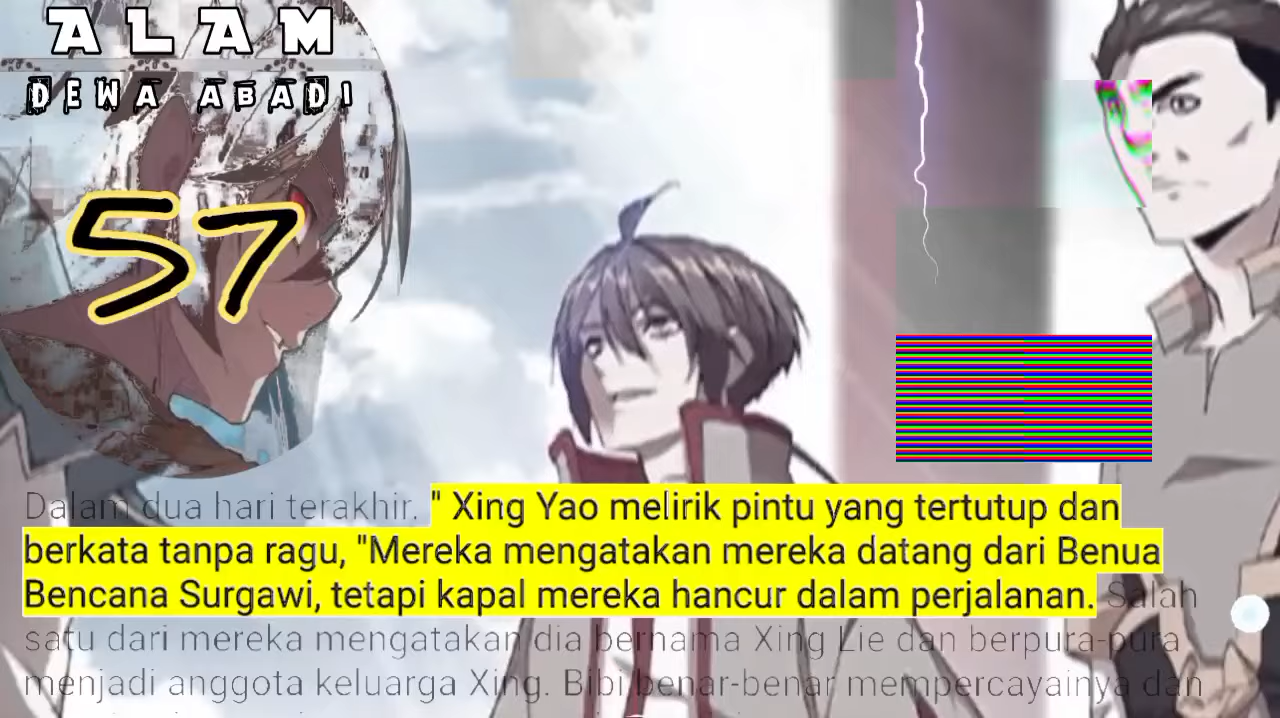 ALAM
DEWA ABADI
57
Dalam dua hari terakhir. " Xing Yao melirik pintu yang tertutup dan
berkata tanpa ragu, "Mereka mengatakan mereka datang dari Benua
Bencana Surgawi, tetapi kapal mereka hancur dalam perjalanan. Salah
satu dari mereka mengatakan dia bernama Xing Lie dan berpura-pura
menjadi anggota keluarga Xing. Bibi benar-benar mempercayainya dan